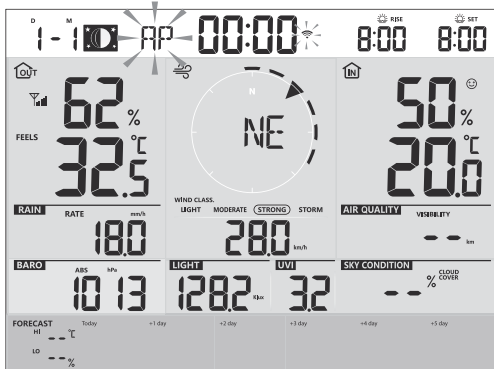 D M
1 - 1 AP 00:00
RISE 8:00
SET 8:00
OUT
62%
FEELS
32.5 °C
N
NE
WIND CLASS.
LIGHT MODERATE STRONG STORM
28.0 km/h
IN
50%
20.0 °C
RAIN RATE mm/h
18.0
AIR QUALITY VISIBILITY
-- km
BARO ABS hPa
1013
LIGHT
128.2 Klux
UVI
3.2
SKY CONDITION
-- % CLOUD COVER
FORECAST Today +1 day +2 day +3 day +4 day +5 day
HI -- °C
LO -- %